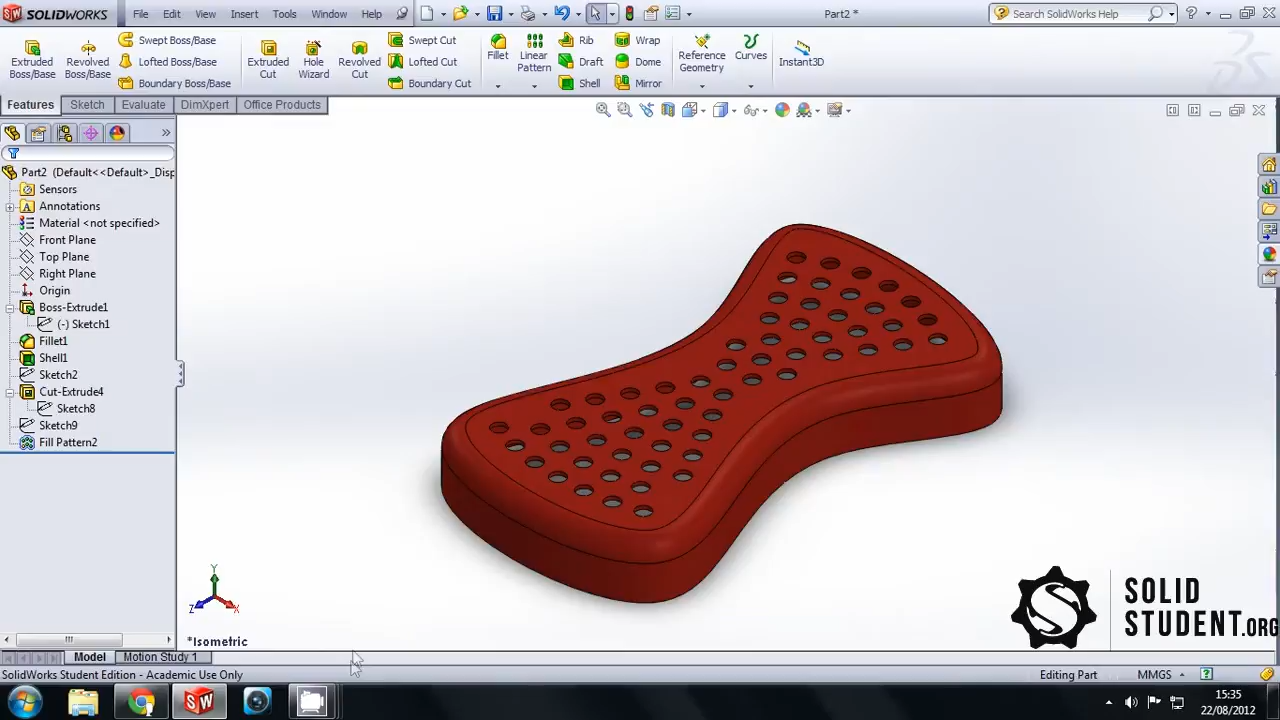 SOLIDWORKS File Edit View Insert Tools Window Help Part2 * Search SolidWorks Help
Extruded Boss/Base
Revolved Boss/Base
Swept Boss/Base
Lofted Boss/Base
Boundary Boss/Base
Extruded Cut
Hole Wizard
Revolved Cut
Swept Cut
Lofted Cut
Boundary Cut
Fillet
Linear Pattern
Rib
Draft
Shell
Wrap
Dome
Mirror
Reference Geometry
Curves
Instant3D
Features Sketch Evaluate DimXpert Office Products
Part2 (Default<<Default>_Disp
Sensors
Annotations
Material <not specified>
Front Plane
Top Plane
Right Plane
Origin
Boss-Extrude1
(-) Sketch1
Fillet1
Shell1
Sketch2
Cut-Extrude4
Sketch8
Sketch9
Fill Pattern2
Y
Z
X
*Isometric
SOLID
STUDENT.ORG
Model Motion Study 1
SolidWorks Student Edition - Academic Use Only Editing Part MMGS
15:35
22/08/2012